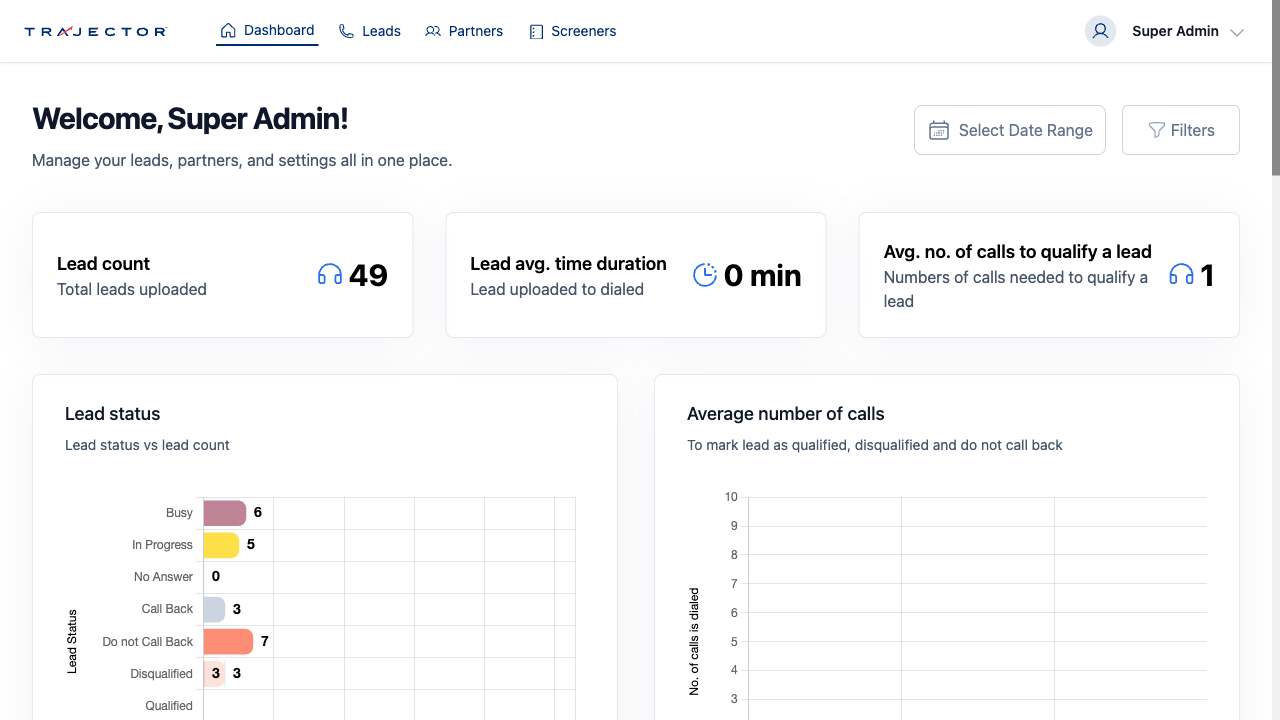 TRAJECTOR
Dashboard
Leads
Partners
Screeners
Super Admin
Welcome, Super Admin!
Manage your leads, partners, and settings all in one place.
Select Date Range
Filters
Lead count
Total leads uploaded
49
Lead avg. time duration
Lead uploaded to dialed
0 min
Avg. no. of calls to qualify a lead
Numbers of calls needed to qualify a
lead
1
Lead status
Lead status vs lead count
Lead Status
Busy 6
In Progress 5
No Answer 0
Call Back 3
Do not Call Back 7
Disqualified 3 3
Qualified
Average number of calls
To mark lead as qualified, disqualified and do not call back
No. of calls is dialed
10
9
8
7
6
5
4
3